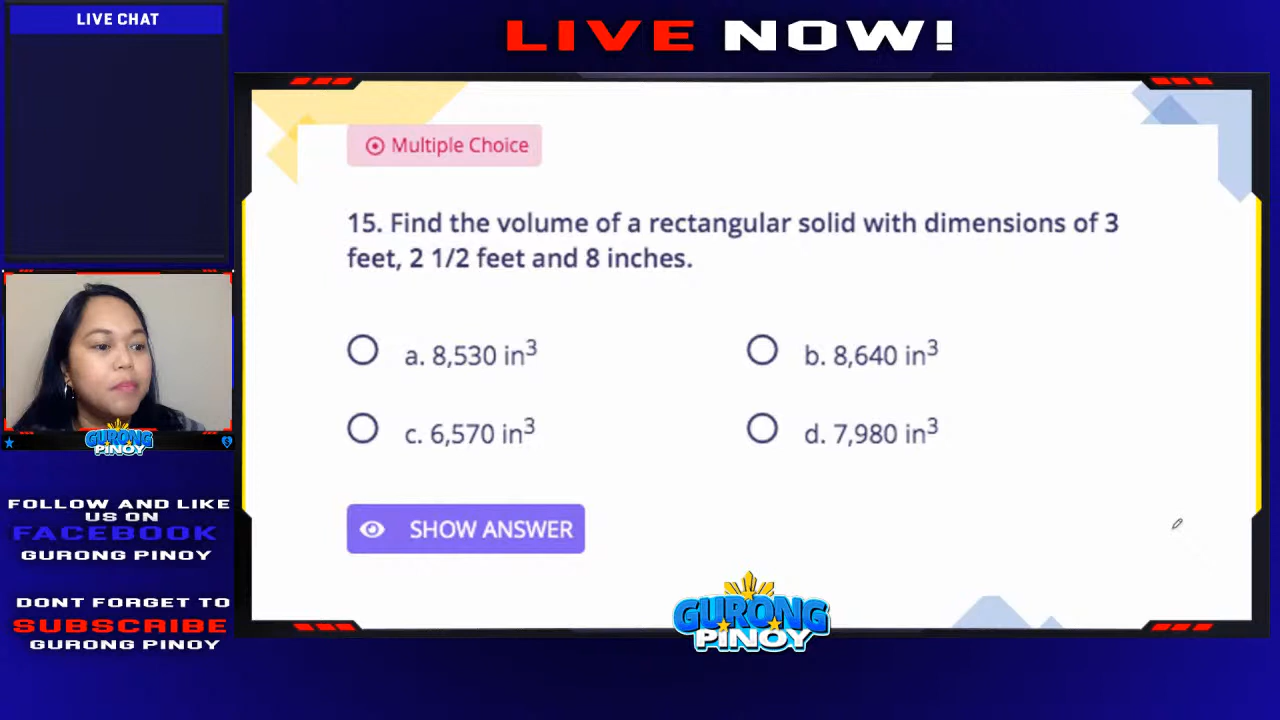 LIVE CHAT
LIVE NOW!
Multiple Choice
15. Find the volume of a rectangular solid with dimensions of 3
feet, 2 1/2 feet and 8 inches.
a. 8,530 in³
b. 8,640 in³
c. 6,570 in³
d. 7,980 in³
SHOW ANSWER
GURONG
PINOY
FOLLOW AND LIKE
US ON
FACEBOOK
GURONG PINOY
DONT FORGET TO
SUBSCRIBE
GURONG PINOY
GURONG
PINOY